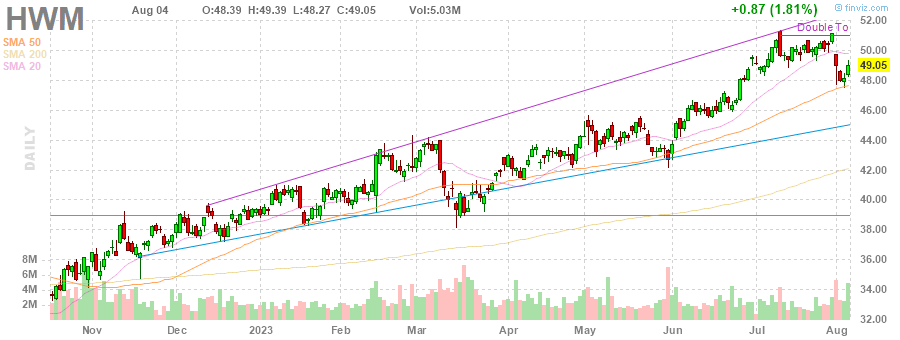 HWM Aug 04 O:48.39 H:49.39 L:48.27 C:49.05 Vol:5.03M +0.87 (1.81%) @ finviz.com
SMA 50
SMA 200
SMA 20
Double To
52.00
50.00
49.05
48.00
46.00
44.00
42.00
40.00
38.00
36.00
34.00
32.00
DAILY
8M
6M
4M
2M
Nov Dec 2023 Feb Mar Apr May Jun Jul Aug